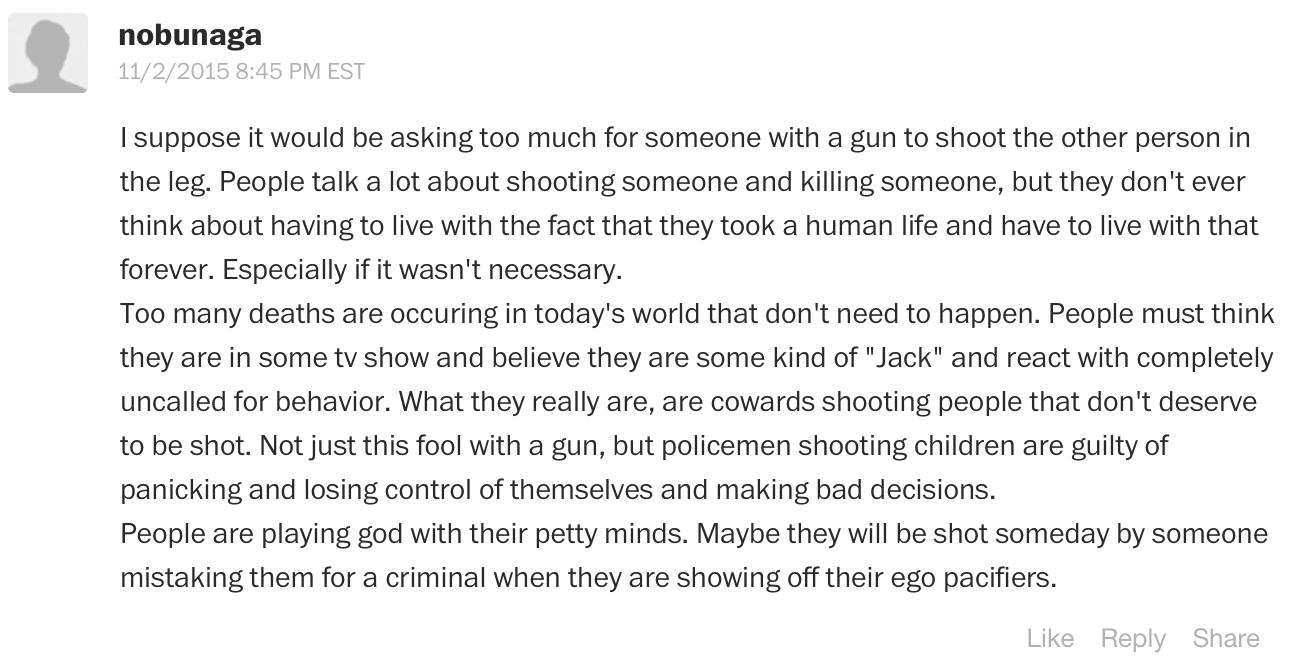 nobunaga
11/2/2015 8:45 PM EST
I suppose it would be asking too much for someone with a gun to shoot the other person in
the leg. People talk a lot about shooting someone and killing someone, but they don't ever
think about having to live with the fact that they took a human life and have to live with that
forever. Especially if it wasn't necessary.
Too many deaths are occuring in today's world that don't need to happen. People must think
they are in some tv show and believe they are some kind of "Jack" and react with completely
uncalled for behavior. What they really are, are cowards shooting people that don't deserve
to be shot. Not just this fool with a gun, but policemen shooting children are guilty of
panicking and losing control of themselves and making bad decisions.
People are playing god with their petty minds. Maybe they will be shot someday by someone
mistaking them for a criminal when they are showing off their ego pacifiers.
Like Reply Share